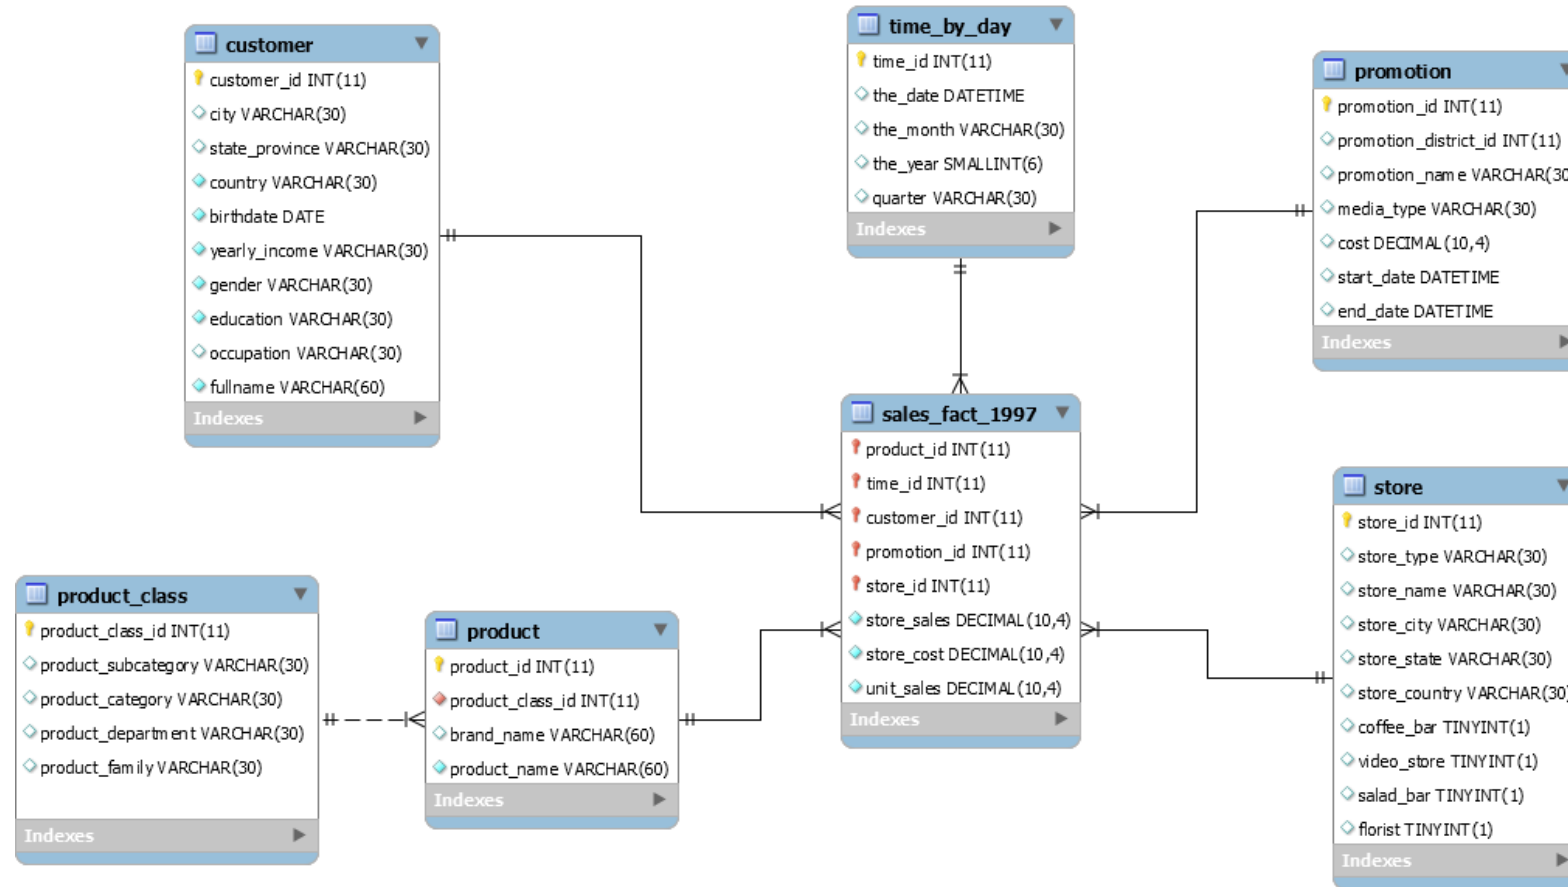 customer
customer_id INT(11)
city VARCHAR(30)
state_province VARCHAR(30)
country VARCHAR(30)
birthdate DATE
yearly_income VARCHAR(30)
gender VARCHAR(30)
education VARCHAR(30)
occupation VARCHAR(30)
fullname VARCHAR(60)
Indexes
time_by_day
time_id INT(11)
the_date DATETIME
the_month VARCHAR(30)
the_year SMALLINT(6)
quarter VARCHAR(30)
Indexes
promotion
promotion_id INT(11)
promotion_district_id INT(11)
promotion_name VARCHAR(30
media_type VARCHAR(30)
cost DECIMAL(10,4)
start_date DATETIME
end_date DATETIME
Indexes
sales_fact_1997
product_id INT(11)
time_id INT(11)
customer_id INT(11)
promotion_id INT(11)
store_id INT(11)
store_sales DECIMAL(10,4)
store_cost DECIMAL(10,4)
unit_sales DECIMAL(10,4)
Indexes
store
store_id INT(11)
store_type VARCHAR(30)
store_name VARCHAR(30)
store_city VARCHAR(30)
store_state VARCHAR(30)
store_country VARCHAR(30)
coffee_bar TINYINT(1)
video_store TINYINT(1)
salad_bar TINYINT(1)
florist TINYINT(1)
Indexes
product_class
product_class_id INT(11)
product_subcategory VARCHAR(30)
product_category VARCHAR(30)
product_department VARCHAR(30)
product_family VARCHAR(30)
Indexes
product
product_id INT(11)
product_class_id INT(11)
brand_name VARCHAR(60)
product_name VARCHAR(60)
Indexes